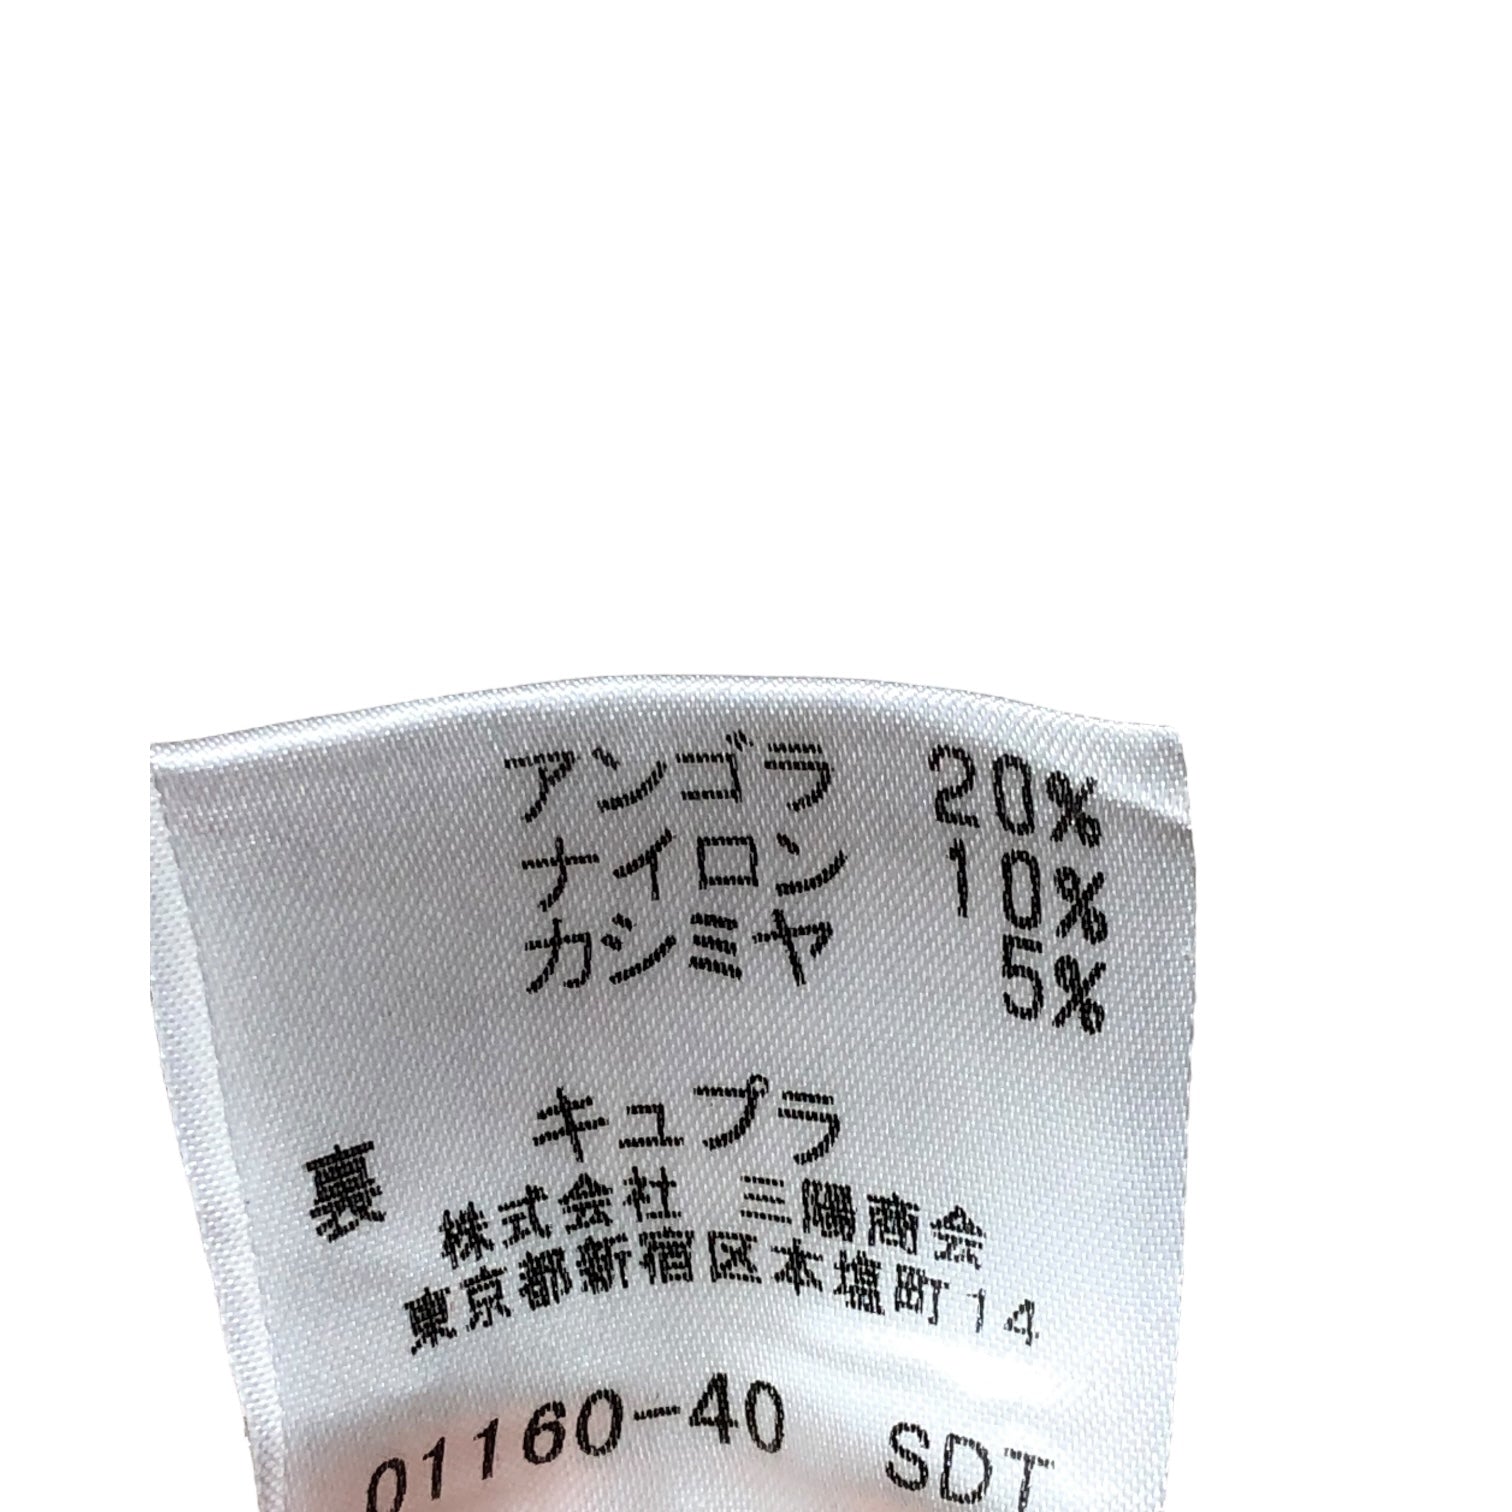 アンゴラ 20%
ナイロン 10%
カシミヤ 5%
裏 キュプラ
株式会社 三陽商会
東京都新宿区本塩町14
01160-40 SDT